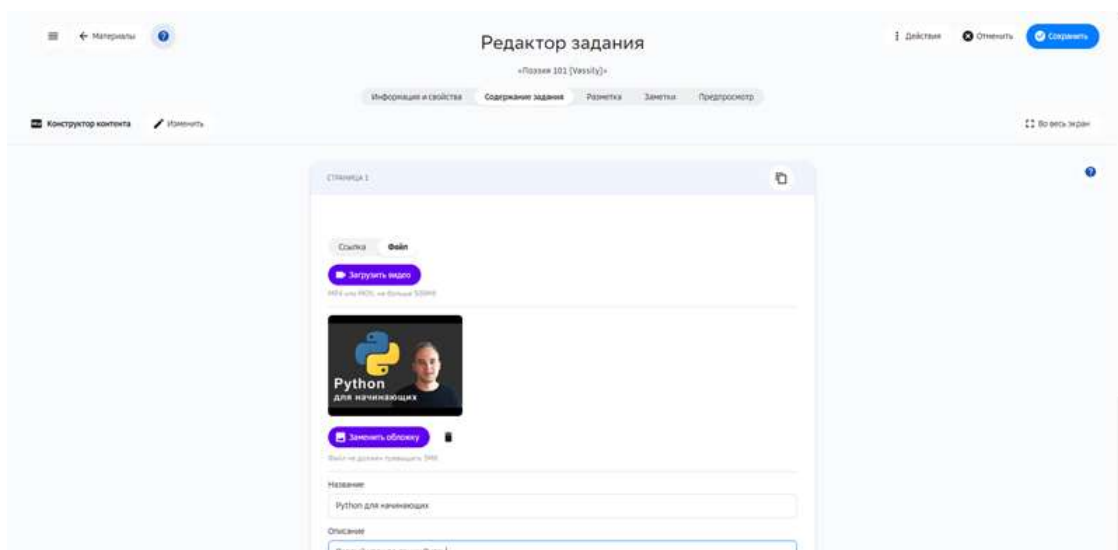 ← Материалы
Редактор задания
Действия
Отменить
Сохранить
«Поэзия 101 [Vassily]»
Информация и свойства
Содержание задания
Разметка
Заметки
Предпросмотр
Конструктор контента
Изменить
Во весь экран
СТРАНИЦА 1
Ссылка
Файл
Загрузить видео
MP4 или MOV, не больше 500Мб
Python
для начинающих
Заменить обложку
Файл не должен превышать 5Мб
Название
Python для начинающих
Описание